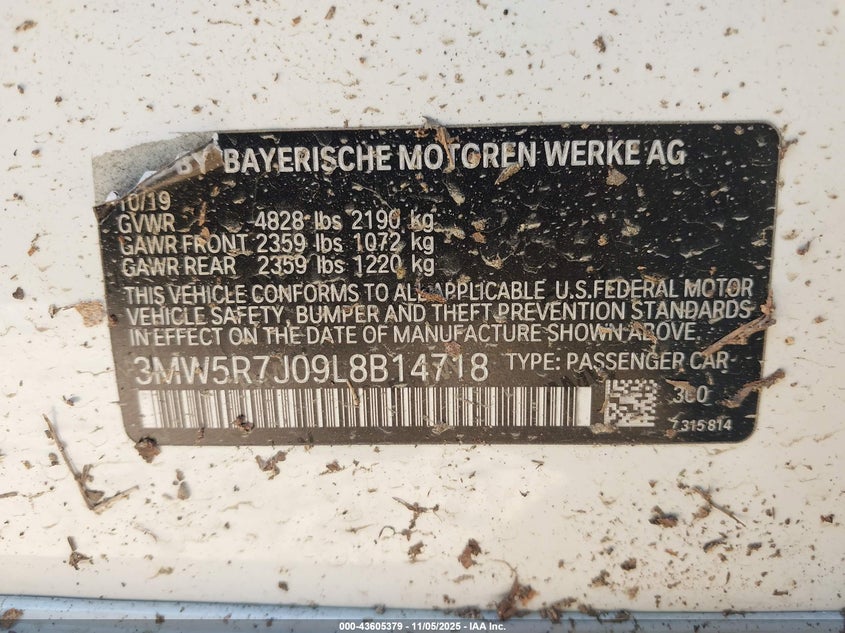 BY BAYERISCHE MOTOREN WERKE AG
10/19
GVWR 4828 lbs 2190 kg
GAWR FRONT 2359 lbs 1072 kg
GAWR REAR 2359 lbs 1220 kg
THIS VEHICLE CONFORMS TO ALL APPLICABLE U.S.FEDERAL MOTOR
VEHICLE SAFETY, BUMPER AND THEFT PREVENTION STANDARDS
IN EFFECT ON THE DATE OF MANUFACTURE SHOWN ABOVE.
3MW5R7J09L8B14718 TYPE: PASSENGER CAR
300
7 315 814
000-43605379 - 11/05/2025 - IAA Inc.